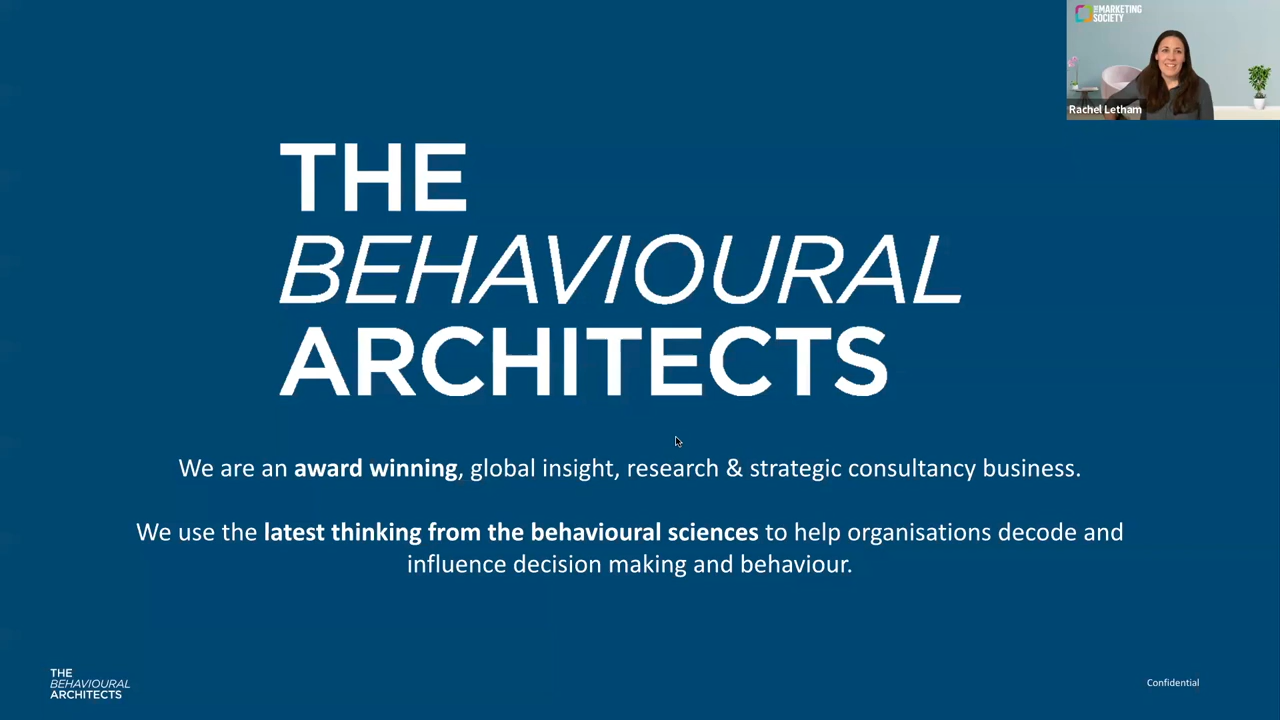 THE MARKETING
SOCIETY
Rachel Letham
THE
BEHAVIOURAL
ARCHITECTS
We are an award winning, global insight, research & strategic consultancy business.
We use the latest thinking from the behavioural sciences to help organisations decode and
influence decision making and behaviour.
THE
BEHAVIOURAL
ARCHITECTS
Confidential